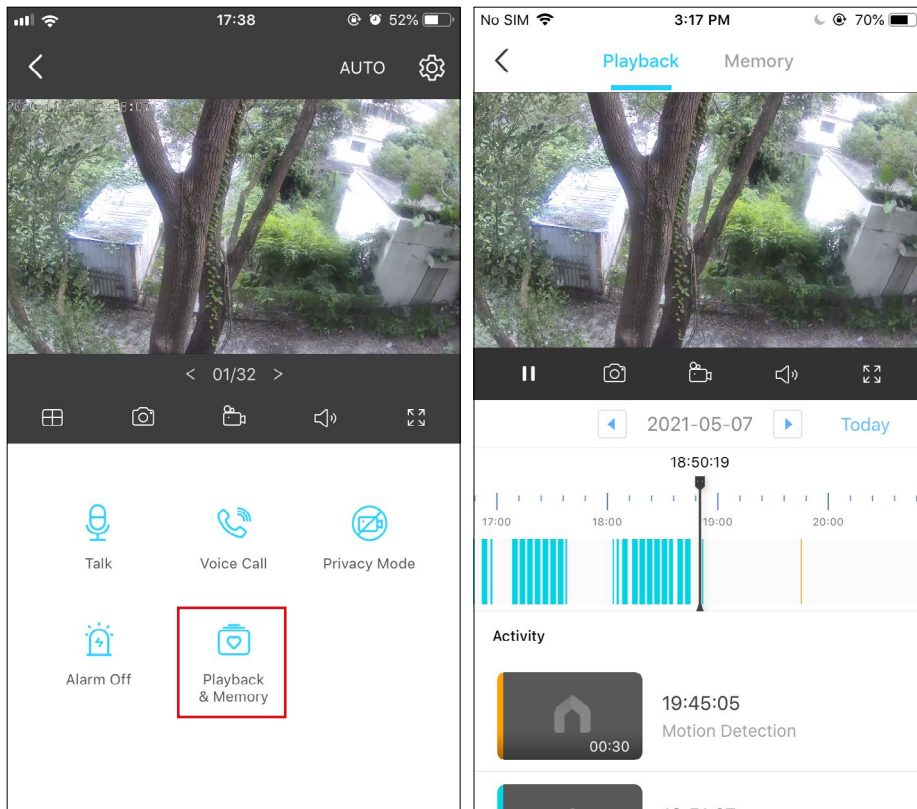 17:38
52%
AUTO
01/32
Talk
Voice Call
Privacy Mode
Alarm Off
Playback
& Memory
No SIM
3:17 PM
70%
Playback
Memory
2021-05-07
Today
18:50:19
17:00
18:00
19:00
20:00
Activity
19:45:05
Motion Detection
00:30